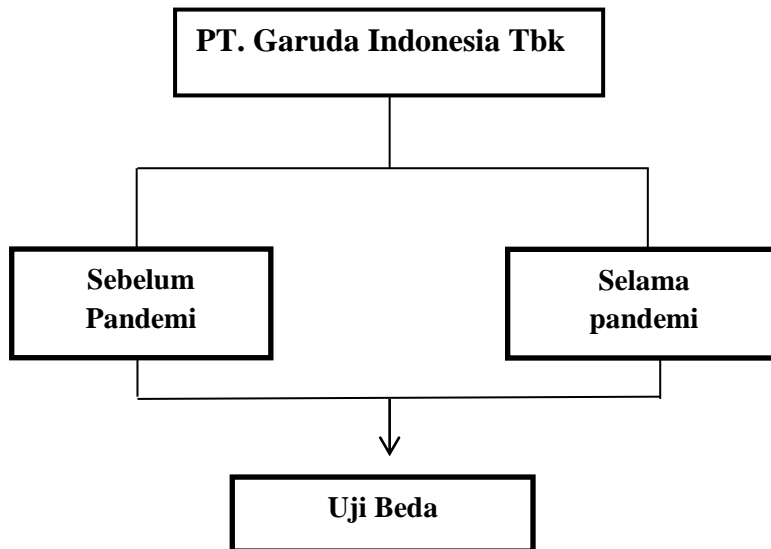 PT. Garuda Indonesia Tbk
Sebelum
Pandemi
Selama
pandemi
Uji Beda